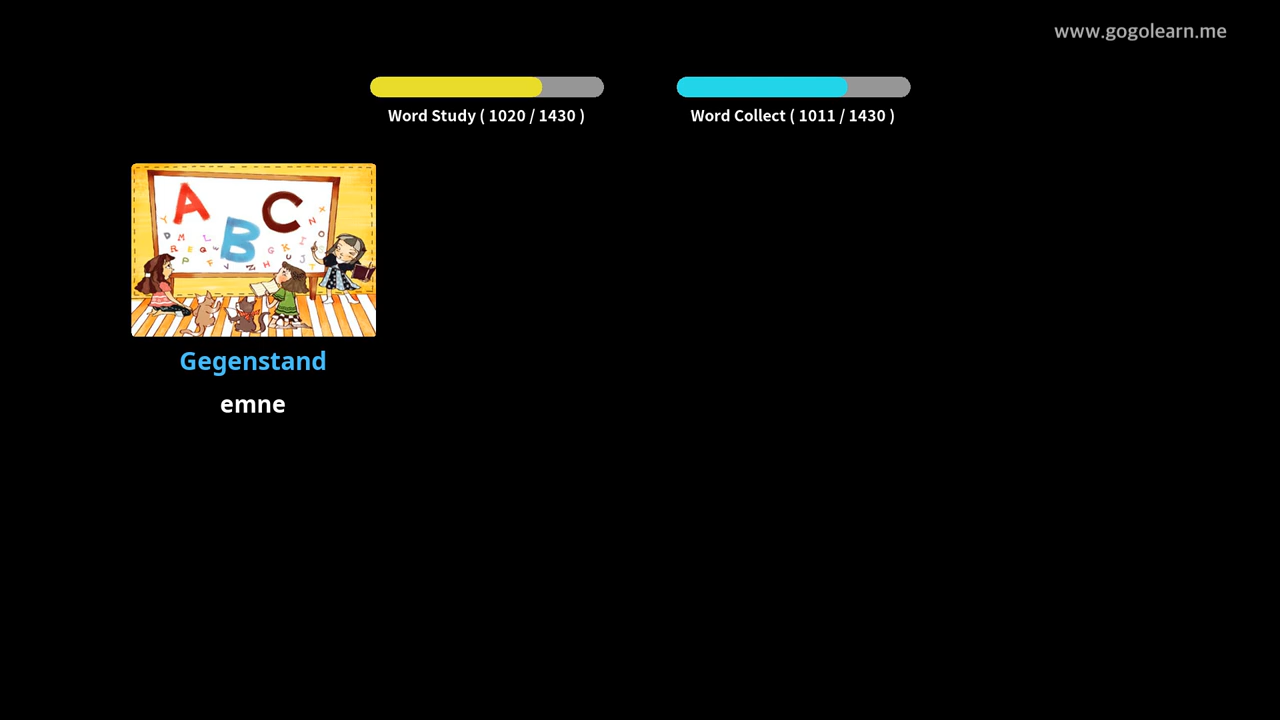 www.gogolearn.me
Word Study ( 1020 / 1430 )
Word Collect ( 1011 / 1430 )
A
B
C
Gegenstand
emne